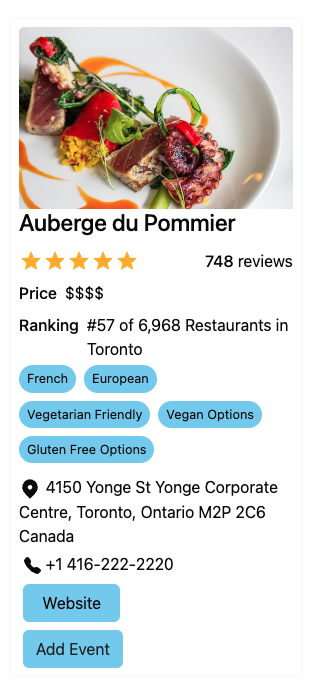 Auberge du Pommier
748 reviews
Price $$$$
Ranking #57 of 6,968 Restaurants in
Toronto
French European
Vegetarian Friendly Vegan Options
Gluten Free Options
4150 Yonge St Yonge Corporate
Centre, Toronto, Ontario M2P 2C6
Canada
+1 416-222-2220
Website
Add Event